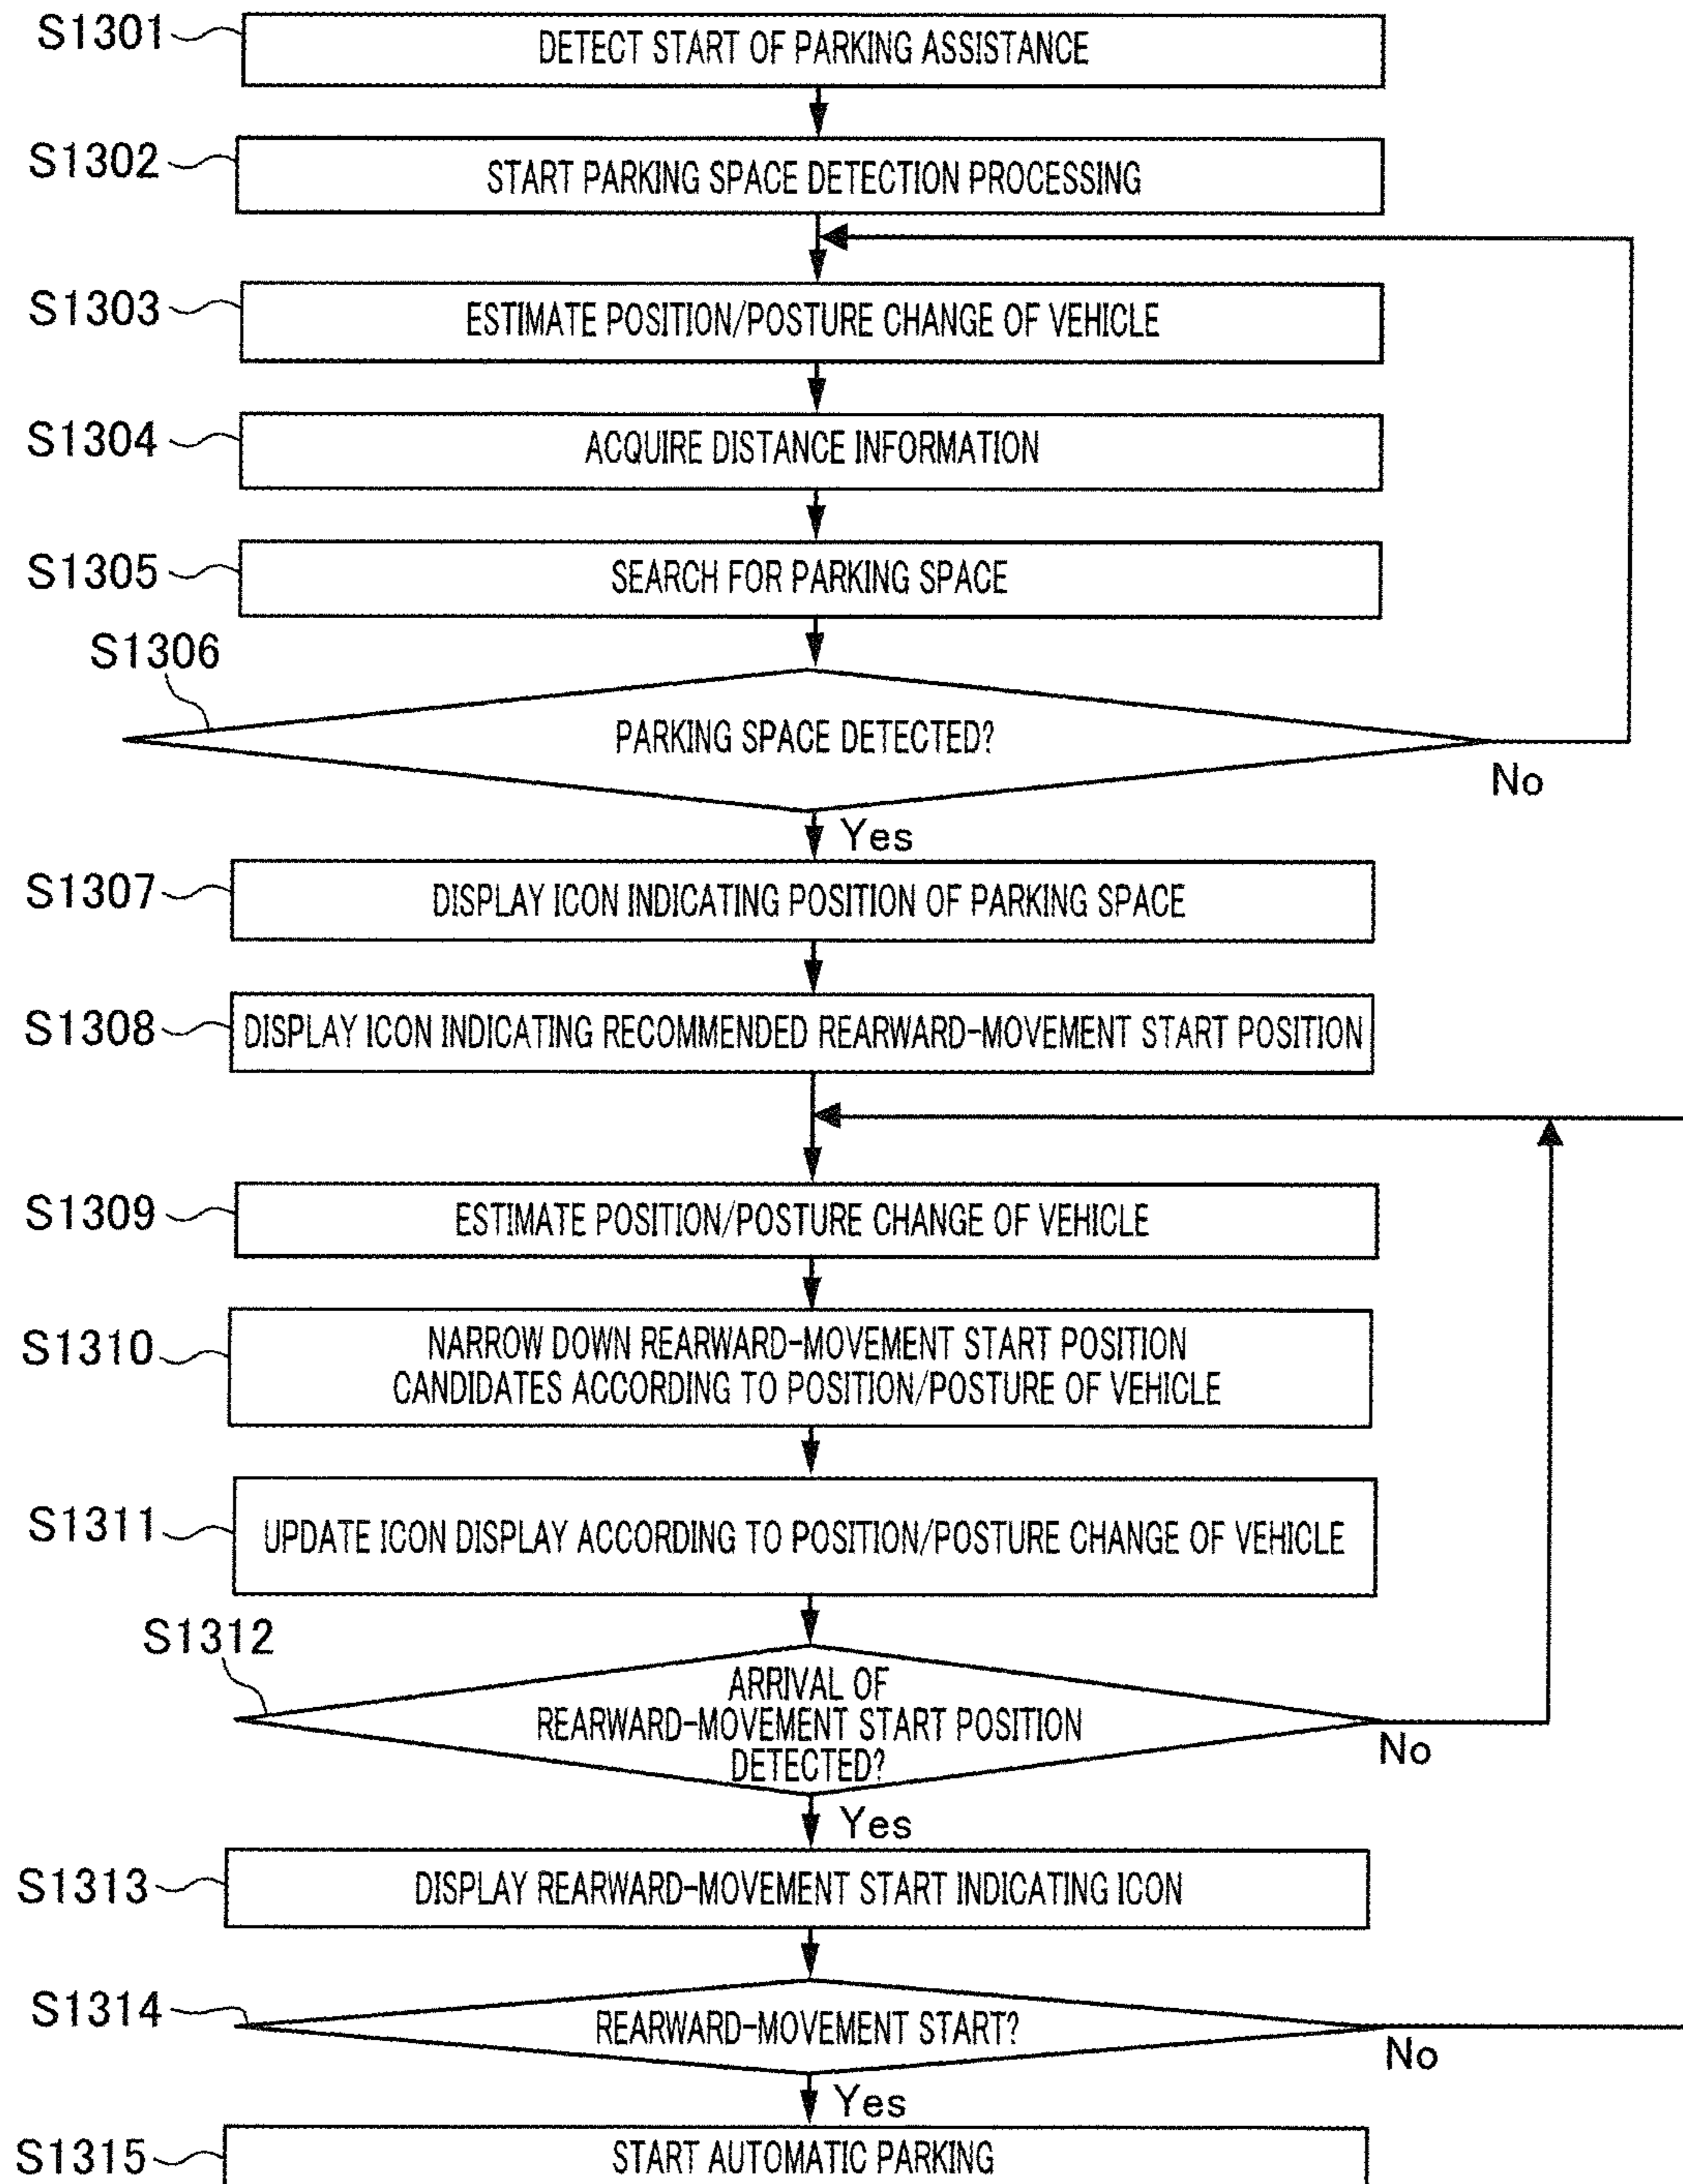 S1301
DETECT START OF PARKING ASSISTANCE
S1302
START PARKING SPACE DETECTION PROCESSING
S1303
ESTIMATE POSITION/POSTURE CHANGE OF VEHICLE
S1304
ACQUIRE DISTANCE INFORMATION
S1305
SEARCH FOR PARKING SPACE
S1306
PARKING SPACE DETECTED?
No
Yes
S1307
DISPLAY ICON INDICATING POSITION OF PARKING SPACE
S1308
DISPLAY ICON INDICATING RECOMMENDED REARWARD-MOVEMENT START POSITION
S1309
ESTIMATE POSITION/POSTURE CHANGE OF VEHICLE
S1310
NARROW DOWN REARWARD-MOVEMENT START POSITION
CANDIDATES ACCORDING TO POSITION/POSTURE OF VEHICLE
S1311
UPDATE ICON DISPLAY ACCORDING TO POSITION/POSTURE CHANGE OF VEHICLE
S1312
ARRIVAL OF
REARWARD-MOVEMENT START POSITION
DETECTED?
No
Yes
S1313
DISPLAY REARWARD-MOVEMENT START INDICATING ICON
S1314
REARWARD-MOVEMENT START?
No
Yes
S1315
START AUTOMATIC PARKING